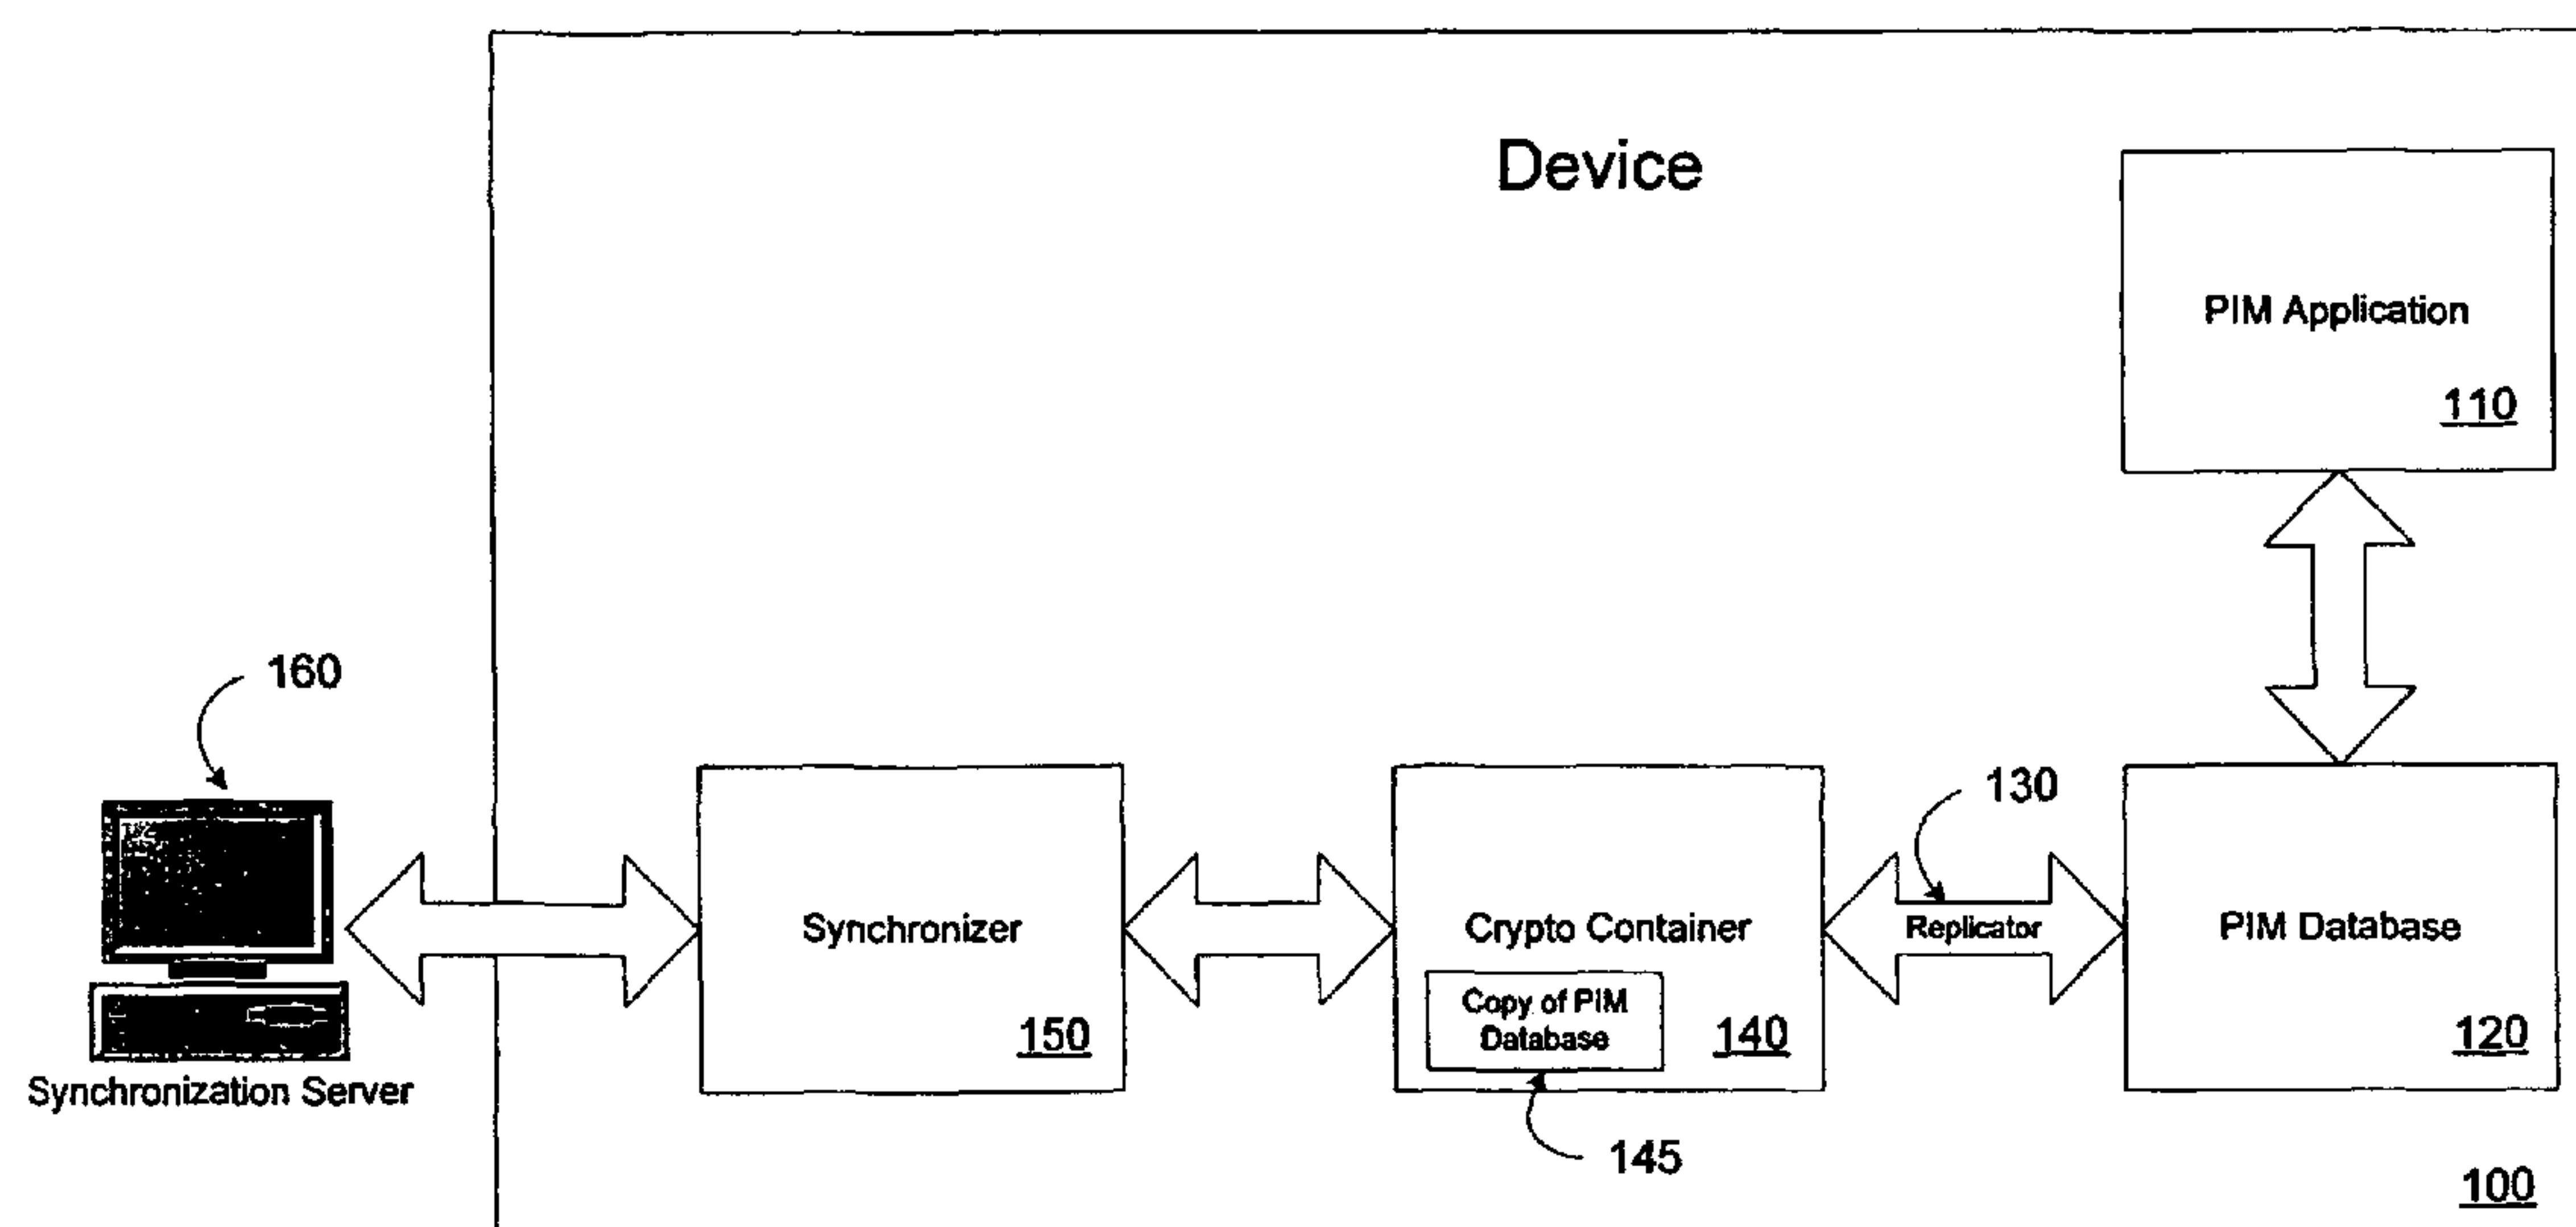 Device
PIM Application
110
160
130
Synchronizer
150
Crypto Container
Copy of PIM
Database
140
Replicator
PIM Database
120
Synchronization Server
145
100